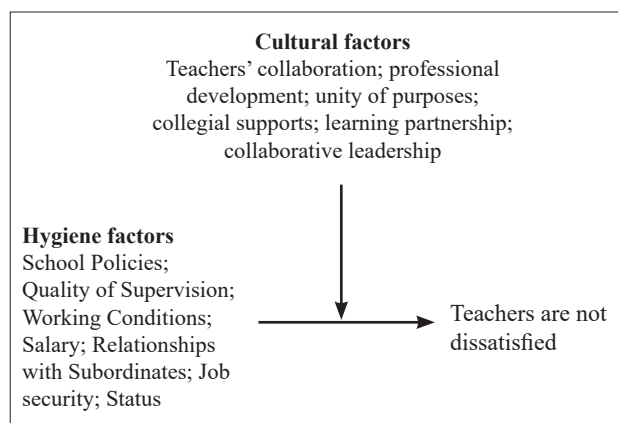 Cultural factors
Teachers’ collaboration; professional
development; unity of purposes;
collegial supports; learning partnership;
collaborative leadership
Hygiene factors
School Policies;
Quality of Supervision;
Working Conditions;
Salary; Relationships
with Subordinates; Job
security; Status
Teachers are not
dissatisfied